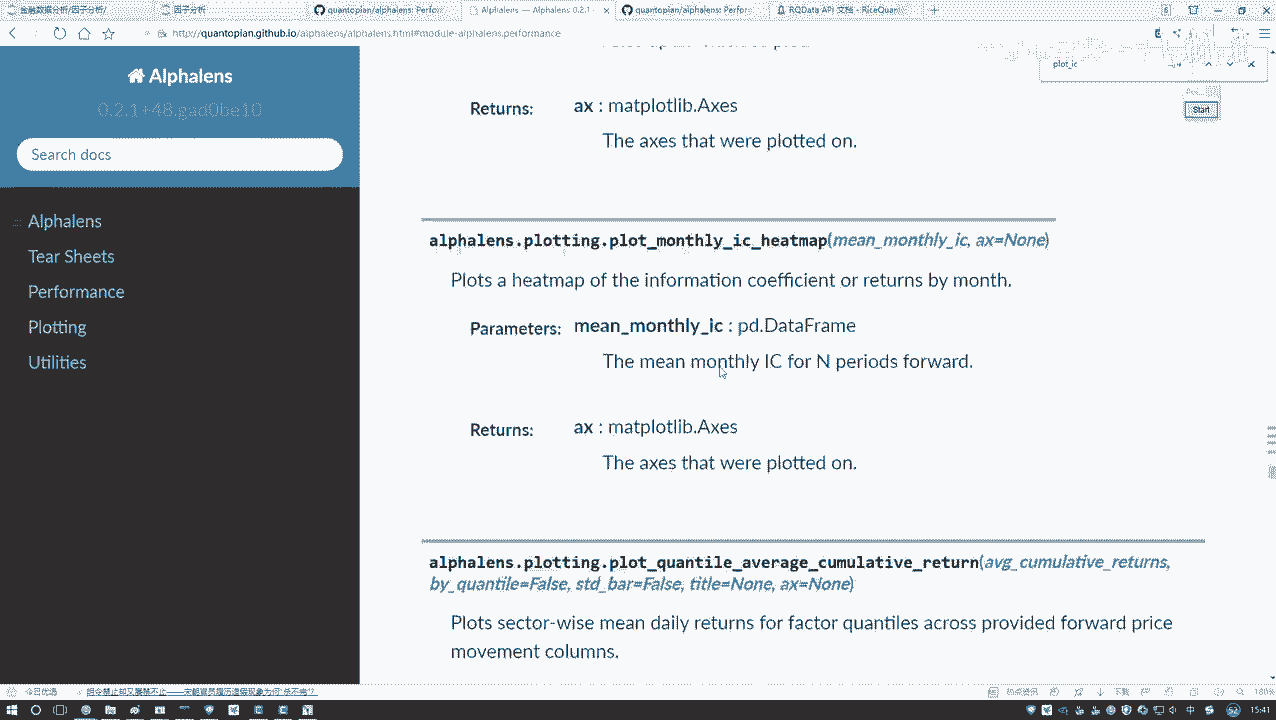 金融数据分析/因子分析/
因子分析
quantopian/alphalens: Perfor
Alphalens — Alphalens 0.2.1
quantopian/alphalens: Perfor
RQData API 文档 - RiceQuan
http://quantopian.github.io/alphalens/alphalens.html#module-alphalens.performance
plot_ic
Start
Alphalens
0.2.1+48.gad0be10
Search docs
Alphalens
Tear Sheets
Performance
Plotting
Utilities
Returns: ax : matplotlib.Axes
The axes that were plotted on.
alphalens.plotting.plot_monthly_ic_heatmap(mean_monthly_ic, ax=None)
Plots a heatmap of the information coefficient or returns by month.
Parameters: mean_monthly_ic : pd.DataFrame
The mean monthly IC for N periods forward.
Returns: ax : matplotlib.Axes
The axes that were plotted on.
alphalens.plotting.plot_quantile_average_cumulative_return(avg_cumulative_returns,
by_quantile=False, std_bar=False, title=None, ax=None)
Plots sector-wise mean daily returns for factor quantiles across provided forward price
movement columns.
今日优选
下载
180%
中
15:41